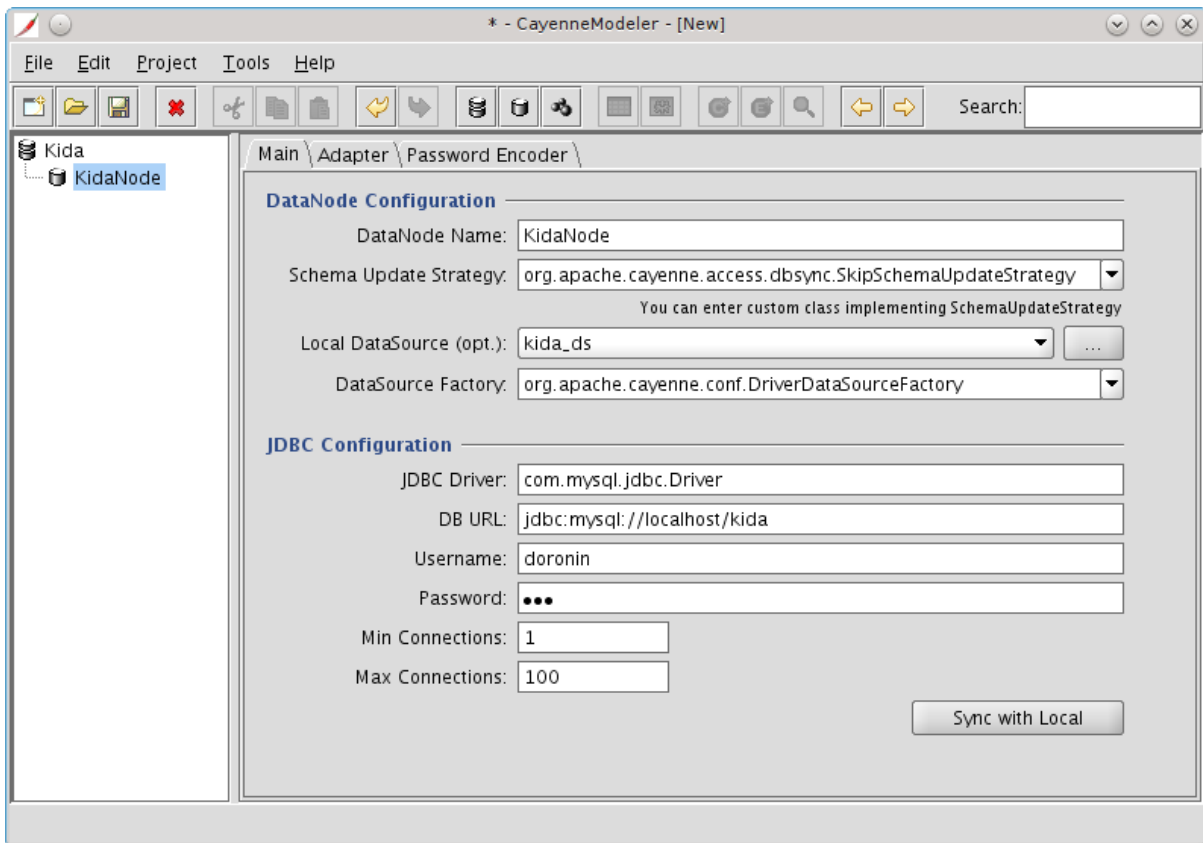 * - CayenneModeler - [New]
File Edit Project Tools Help
Search:
Kida
KidaNode
Main Adapter Password Encoder
DataNode Configuration
DataNode Name: KidaNode
Schema Update Strategy: org.apache.cayenne.access.dbsync.SkipSchemaUpdateStrategy
You can enter custom class implementing SchemaUpdateStrategy
Local DataSource (opt.): kida_ds ...
DataSource Factory: org.apache.cayenne.conf.DriverDataSourceFactory
JDBC Configuration
JDBC Driver: com.mysql.jdbc.Driver
DB URL: jdbc:mysql://localhost/kida
Username: doronin
Password: •••
Min Connections: 1
Max Connections: 100
Sync with Local